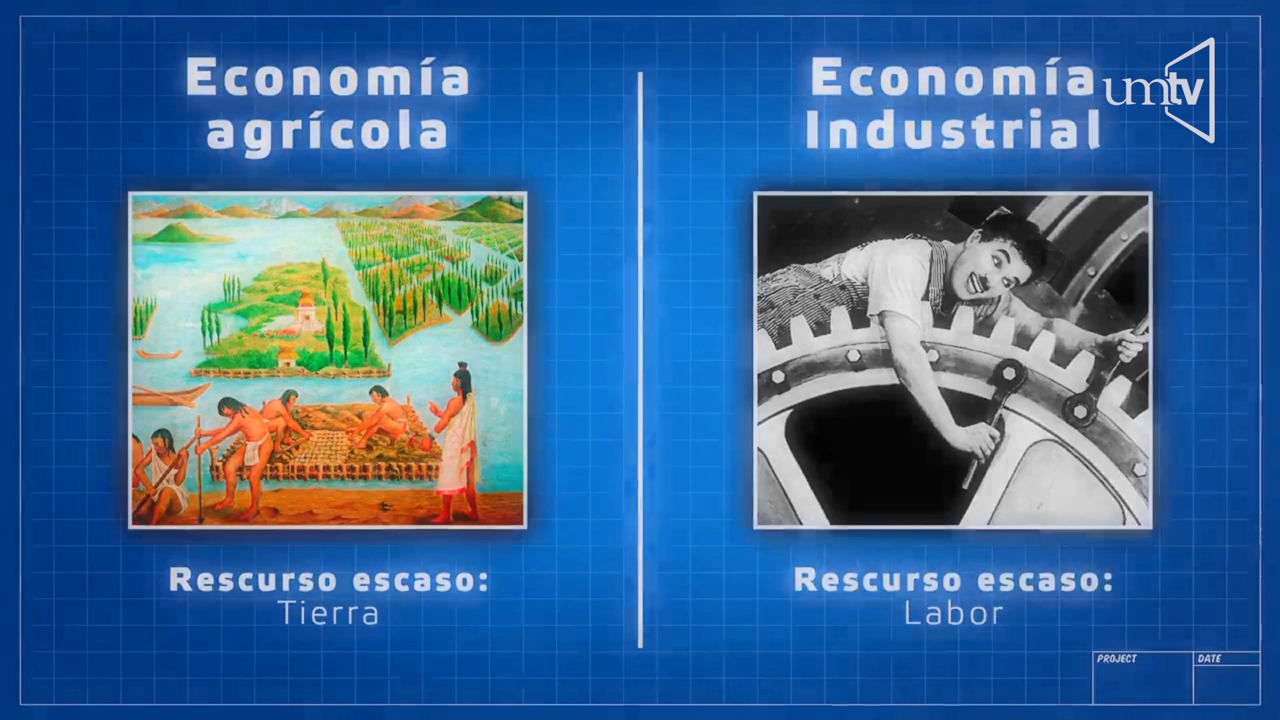 Economía
agrícola
Rescurso escaso:
Tierra
Economía
Industrial
Rescurso escaso:
Labor
umtv
PROJECT
DATE